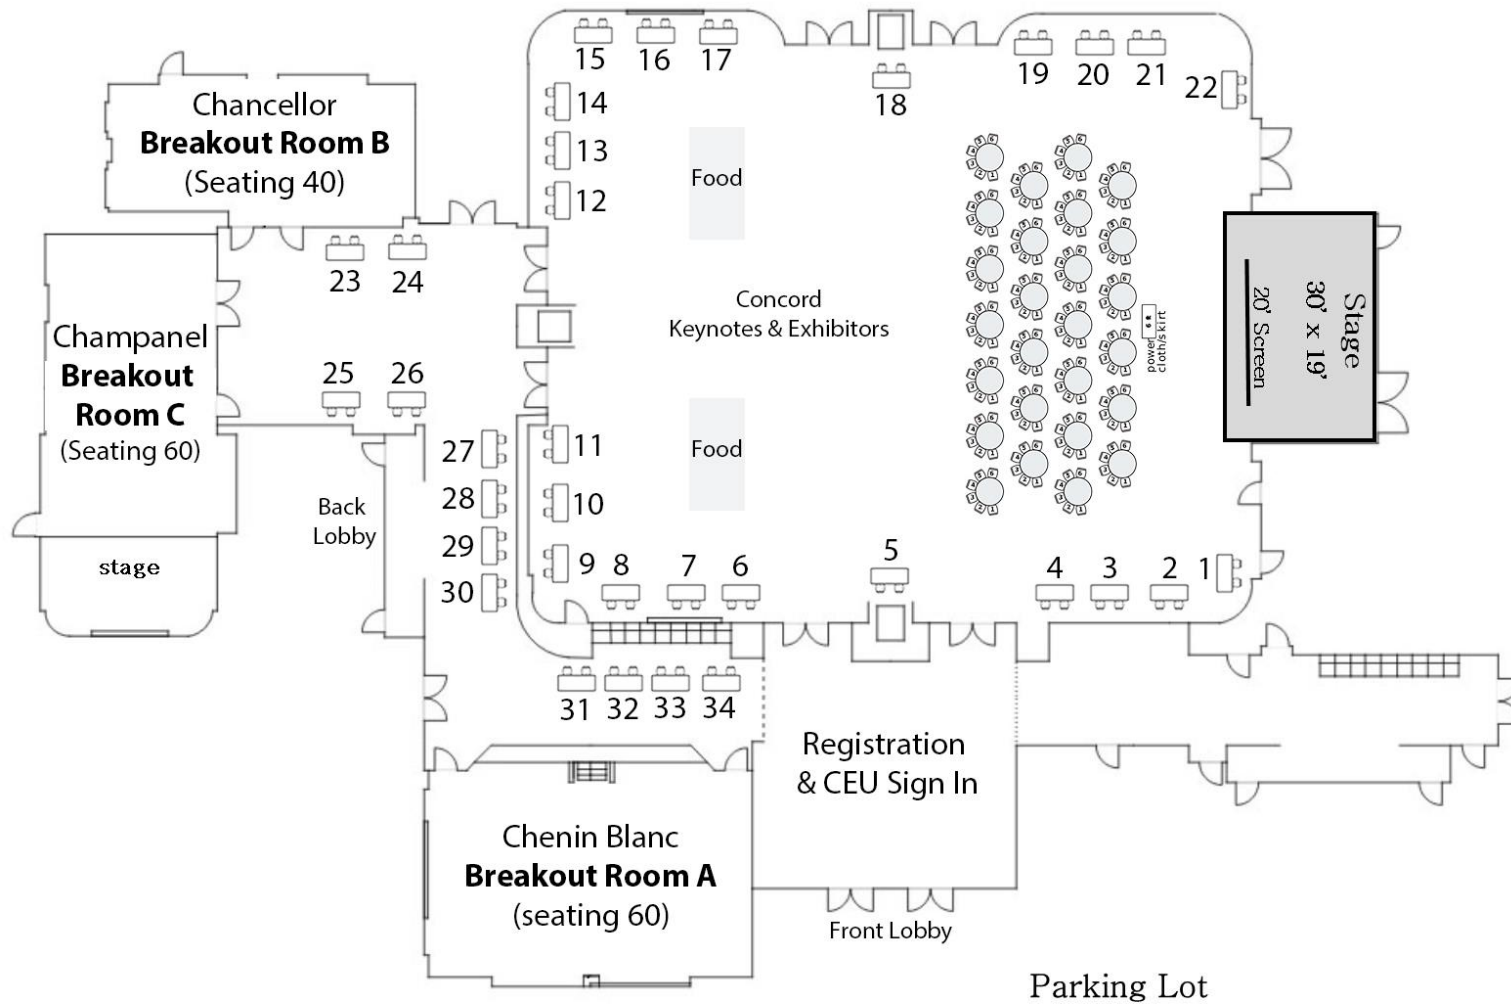 15
16
17
19
20
21
22
18
14
13
12
Chancellor
Breakout Room B
(Seating 40)
Food
23
24
Champanel
Breakout
Room C
(Seating 60)
Concord
Keynotes & Exhibitors
power
cloth/skirt
Stage
30' x 19'
20' Screen
25
26
27
28
29
30
11
10
9
Food
Back
Lobby
stage
8
7
6
5
4
3
2
1
31
32
33
34
Registration
& CEU Sign In
Chenin Blanc
Breakout Room A
(seating 60)
Front Lobby
Parking Lot